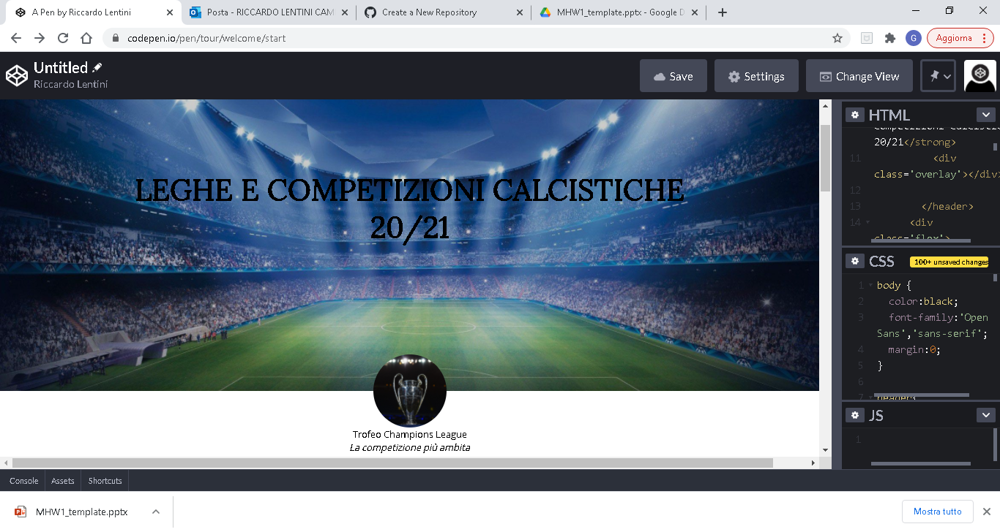 A Pen by Riccardo Lentini
Posta - RICCARDO LENTINI CAM
Create a New Repository
MHW1_template.pptx - Google D
codepen.io/pen/tour/welcome/start
G
Aggiorna
Untitled
Riccardo Lentini
Save
Settings
Change View
LEGHE E COMPETIZIONI CALCISTICHE
20/21
Trofeo Champions League
La competizione più ambita
HTML
20/21</strong>
11 <div
class='overlay'></div>
12
13 </header>
14 <div
class='flex'>
CSS
100+ unsaved changes
1 body {
2 color:black;
3 font-family:'Open
Sans','sans-serif';
4 margin:0;
5 }
6
7 header{
JS
1
Console
Assets
Shortcuts
MHW1_template.pptx
Mostra tutto